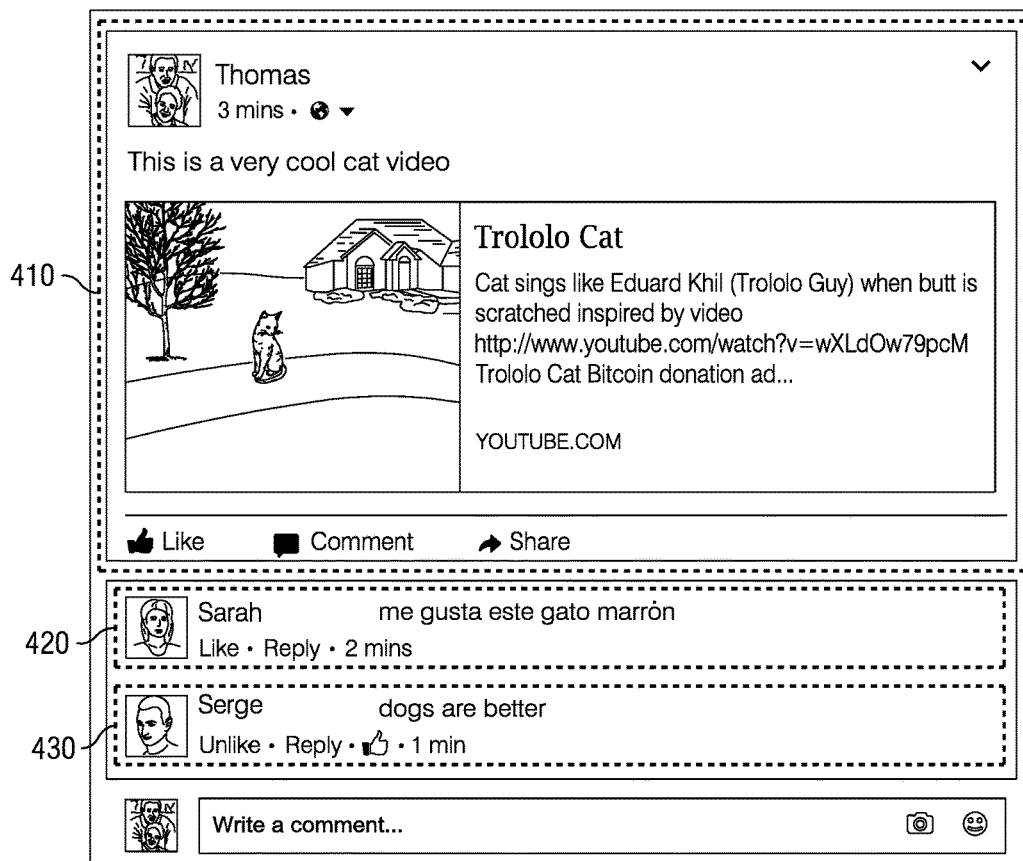 Thomas
3 mins •
This is a very cool cat video
410
Trololo Cat
Cat sings like Eduard Khil (Trololo Guy) when butt is
scratched inspired by video
http://www.youtube.com/watch?v=wXLdOw79pcM
Trololo Cat Bitcoin donation ad...
YOUTUBE.COM
Like Comment Share
420
Sarah me gusta este gato marrón
Like • Reply • 2 mins
Serge dogs are better
430
Unlike • Reply • • 1 min
Write a comment...